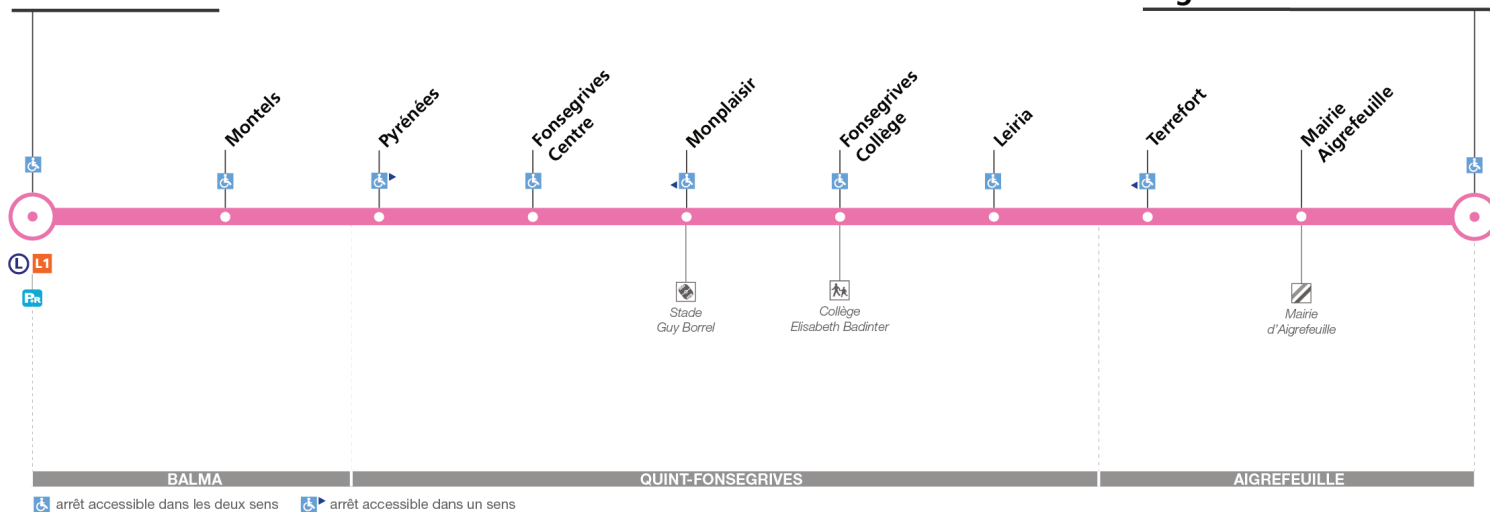 Montels
Pyrénées
Fonsegrives
Centre
Monplaisir
Fonsegrives
Collège
Leiria
Terrefort
Mairie
Aigrefeuille
L L1
P+R
Stade
Guy Borrel
Collège
Elisabeth Badinter
Mairie
d'Aigrefeuille
BALMA
QUINT-FONSEGRIVES
AIGREFEUILLE
arrêt accessible dans les deux sens
arrêt accessible dans un sens